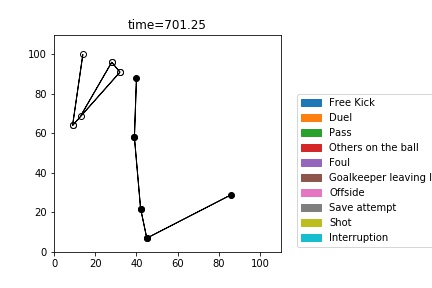 time=701.25
100
80
60
40
20
0
0 20 40 60 80 100
Free Kick
Duel
Pass
Others on the ball
Foul
Goalkeeper leaving l
Offside
Save attempt
Shot
Interruption